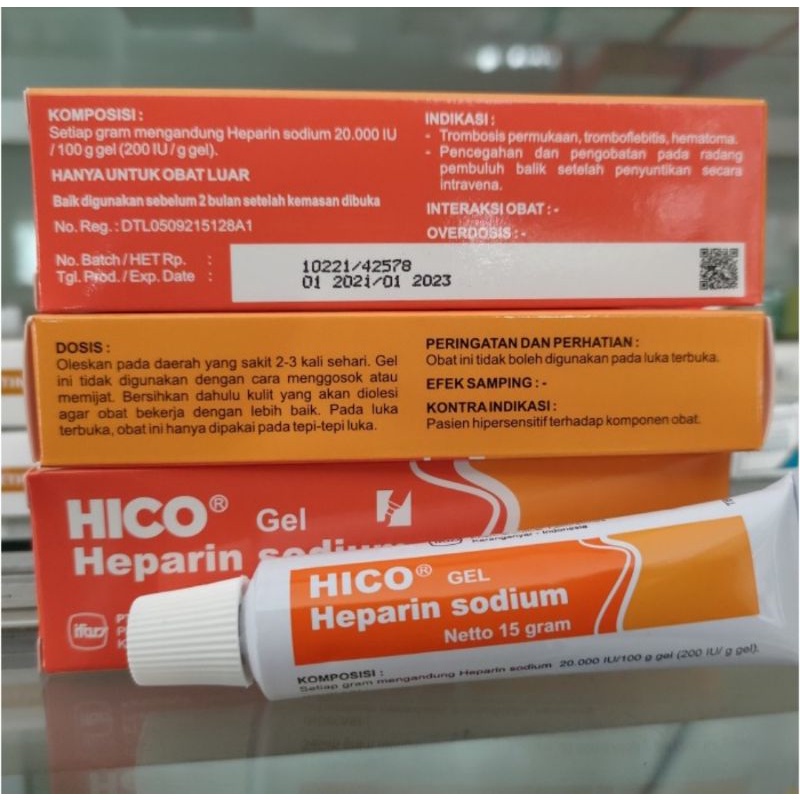 KOMPOSISI :
Setiap gram mengandung Heparin sodium 20.000 IU
/ 100 g gel (200 IU / g gel).
HANYA UNTUK OBAT LUAR
Baik digunakan sebelum 2 bulan setelah kemasan dibuka
No. Reg. : DTL0509215128A1
No. Batch / HET Rp. :
Tgl. Prod. / Exp. Date :
10221/42578
01 2021/01 2023
INDIKASI :
- Trombosis permukaan, tromboflebitis, hematoma.
- Pencegahan dan pengobatan pada radang
pembuluh balik setelah penyuntikan secara
intravena.
INTERAKSI OBAT : -
OVERDOSIS : -
DOSIS :
Oleskan pada daerah yang sakit 2-3 kali sehari. Gel
ini tidak digunakan dengan cara menggosok atau
memijat. Bersihkan dahulu kulit yang akan diolesi
agar obat bekerja dengan lebih baik. Pada luka
terbuka, obat ini hanya dipakai pada tepi-tepi luka.
PERINGATAN DAN PERHATIAN :
Obat ini tidak boleh digunakan pada luka terbuka.
EFEK SAMPING : -
KONTRA INDIKASI :
Pasien hipersensitif terhadap komponen obat.
HICO® Gel
Heparin sodium
ifars
Karanganyar - Indonesia
HICO® GEL
Heparin sodium
Netto 15 gram
KOMPOSISI :
Setiap gram mengandung Heparin sodium 20.000 IU/100 g gel (200 IU/ g gel).